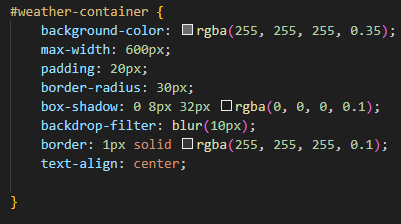 #weather-container {
    background-color: rgba(255, 255, 255, 0.35);
    max-width: 600px;
    padding: 20px;
    border-radius: 30px;
    box-shadow: 0 8px 32px rgba(0, 0, 0, 0.1);
    backdrop-filter: blur(10px);
    border: 1px solid rgba(255, 255, 255, 0.1);
    text-align: center;

}